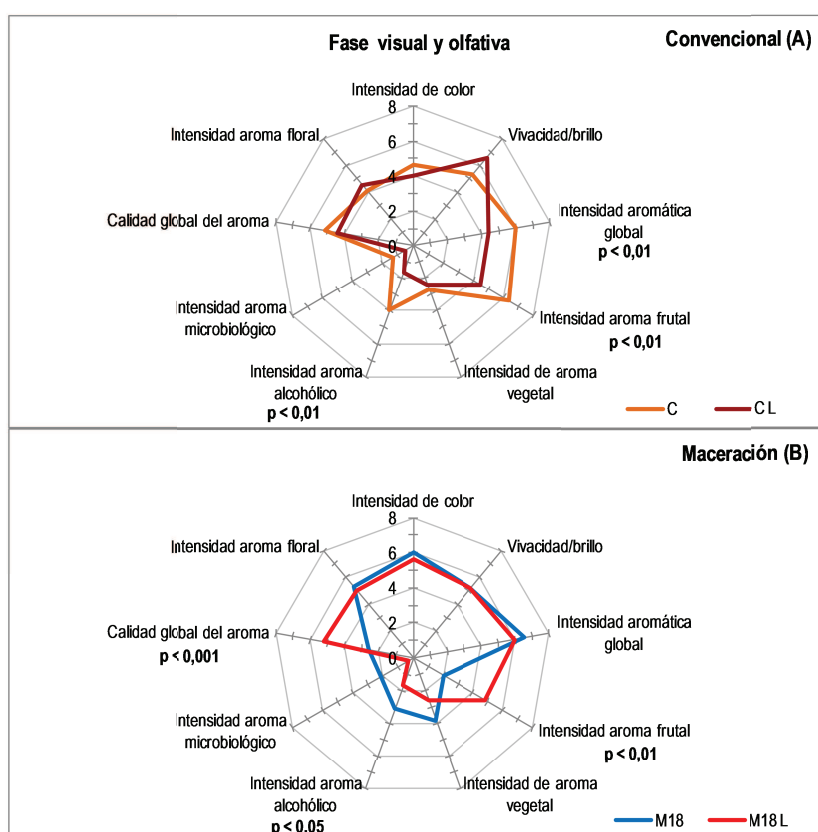 Fase visual y olfativa
Convencional (A)
Intensidad de color
8
Intensidad aroma floral
Vivacidad/brillo
6
4
Calidad global del aroma
Intensidad aromática
global
p < 0,01
2
0
Intensidad aroma
microbiológico
Intensidad aroma frutal
p < 0,01
Intensidad aroma
alcohólico
p < 0,01
Intensidad de aroma
vegetal
C
CL
Maceración (B)
Intensidad de color
8
Intensidad aroma floral
Vivacidad/brillo
6
4
Calidad global del aroma
p < 0,001
Intensidad aromática
global
2
0
Intensidad aroma
microbiológico
Intensidad aroma frutal
p < 0,01
Intensidad aroma
alcohólico
p < 0,05
Intensidad de aroma
vegetal
M18
M18 L